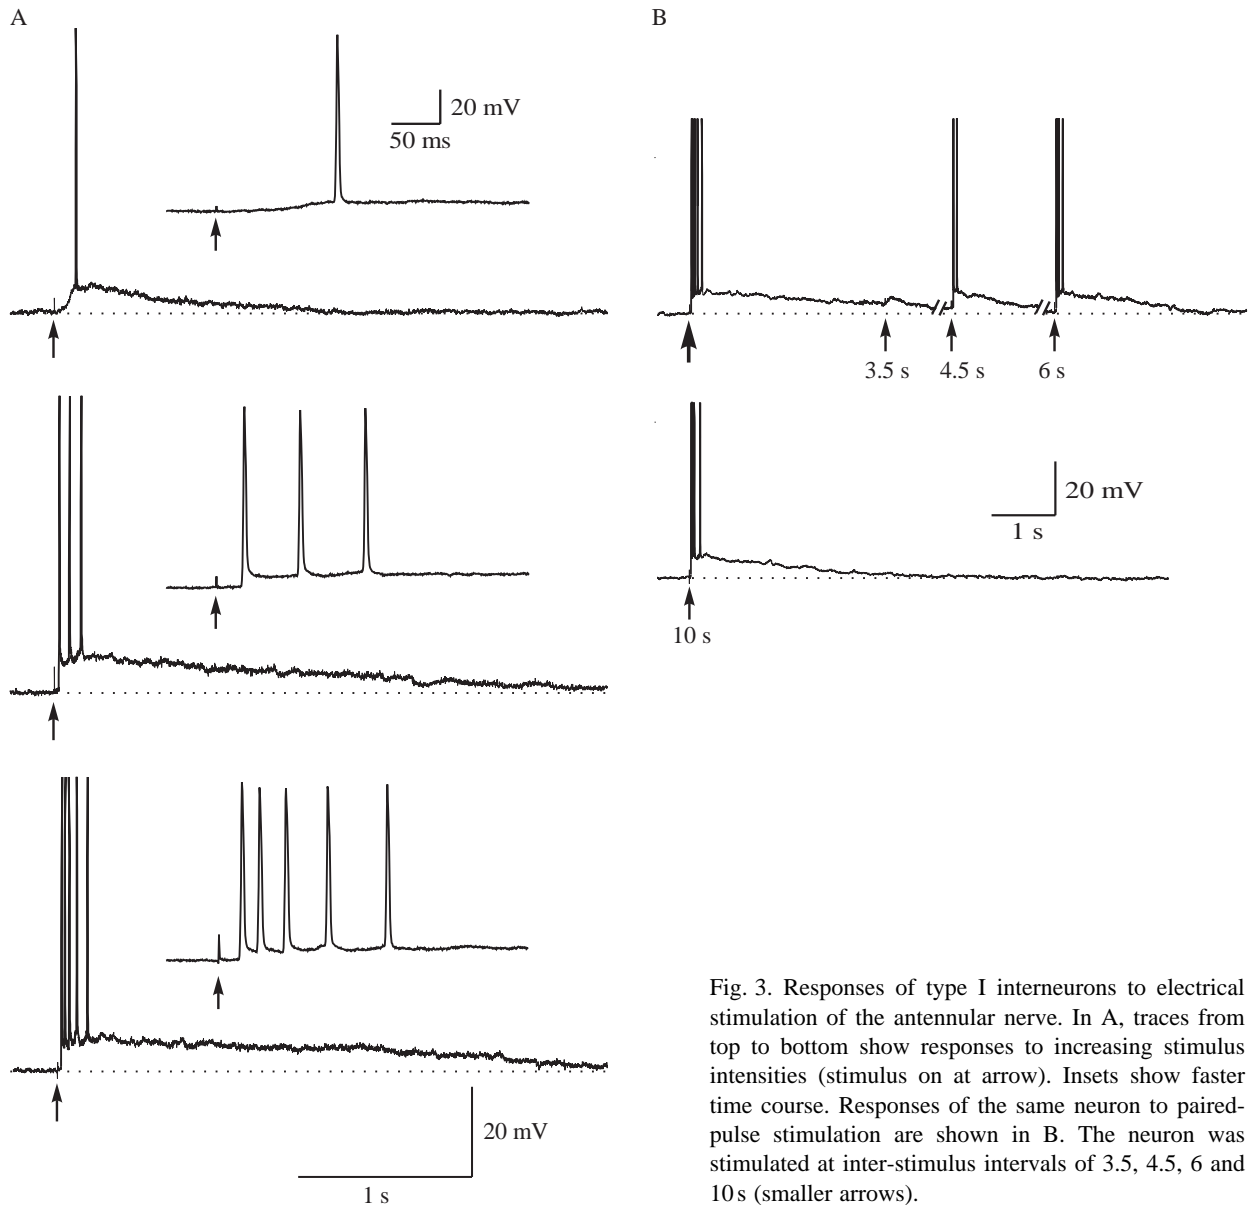 A
20 mV
50 ms
20 mV
1 s
B
3.5 s
4.5 s
6 s
20 mV
1 s
10 s
Fig. 3. Responses of type I interneurons to electrical
stimulation of the antennular nerve. In A, traces from
top to bottom show responses to increasing stimulus
intensities (stimulus on at arrow). Insets show faster
time course. Responses of the same neuron to paired-
pulse stimulation are shown in B. The neuron was
stimulated at inter-stimulus intervals of 3.5, 4.5, 6 and
10 s (smaller arrows).